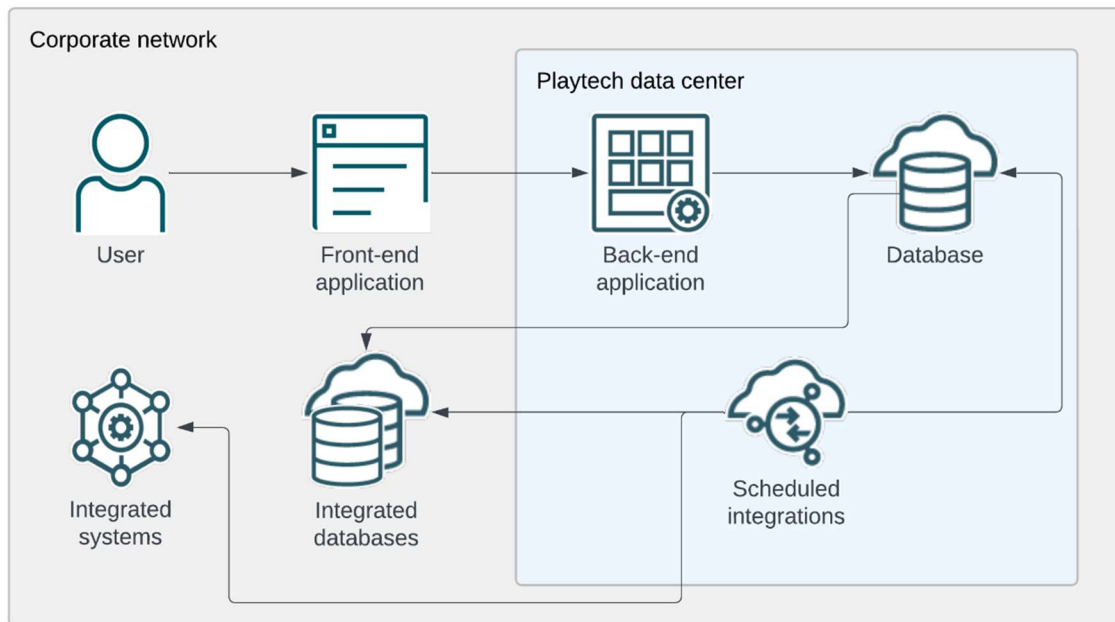 Corporate network
Playtech data center
User
Front-end
application
Back-end
application
Database
Integrated
systems
Integrated
databases
Scheduled
integrations